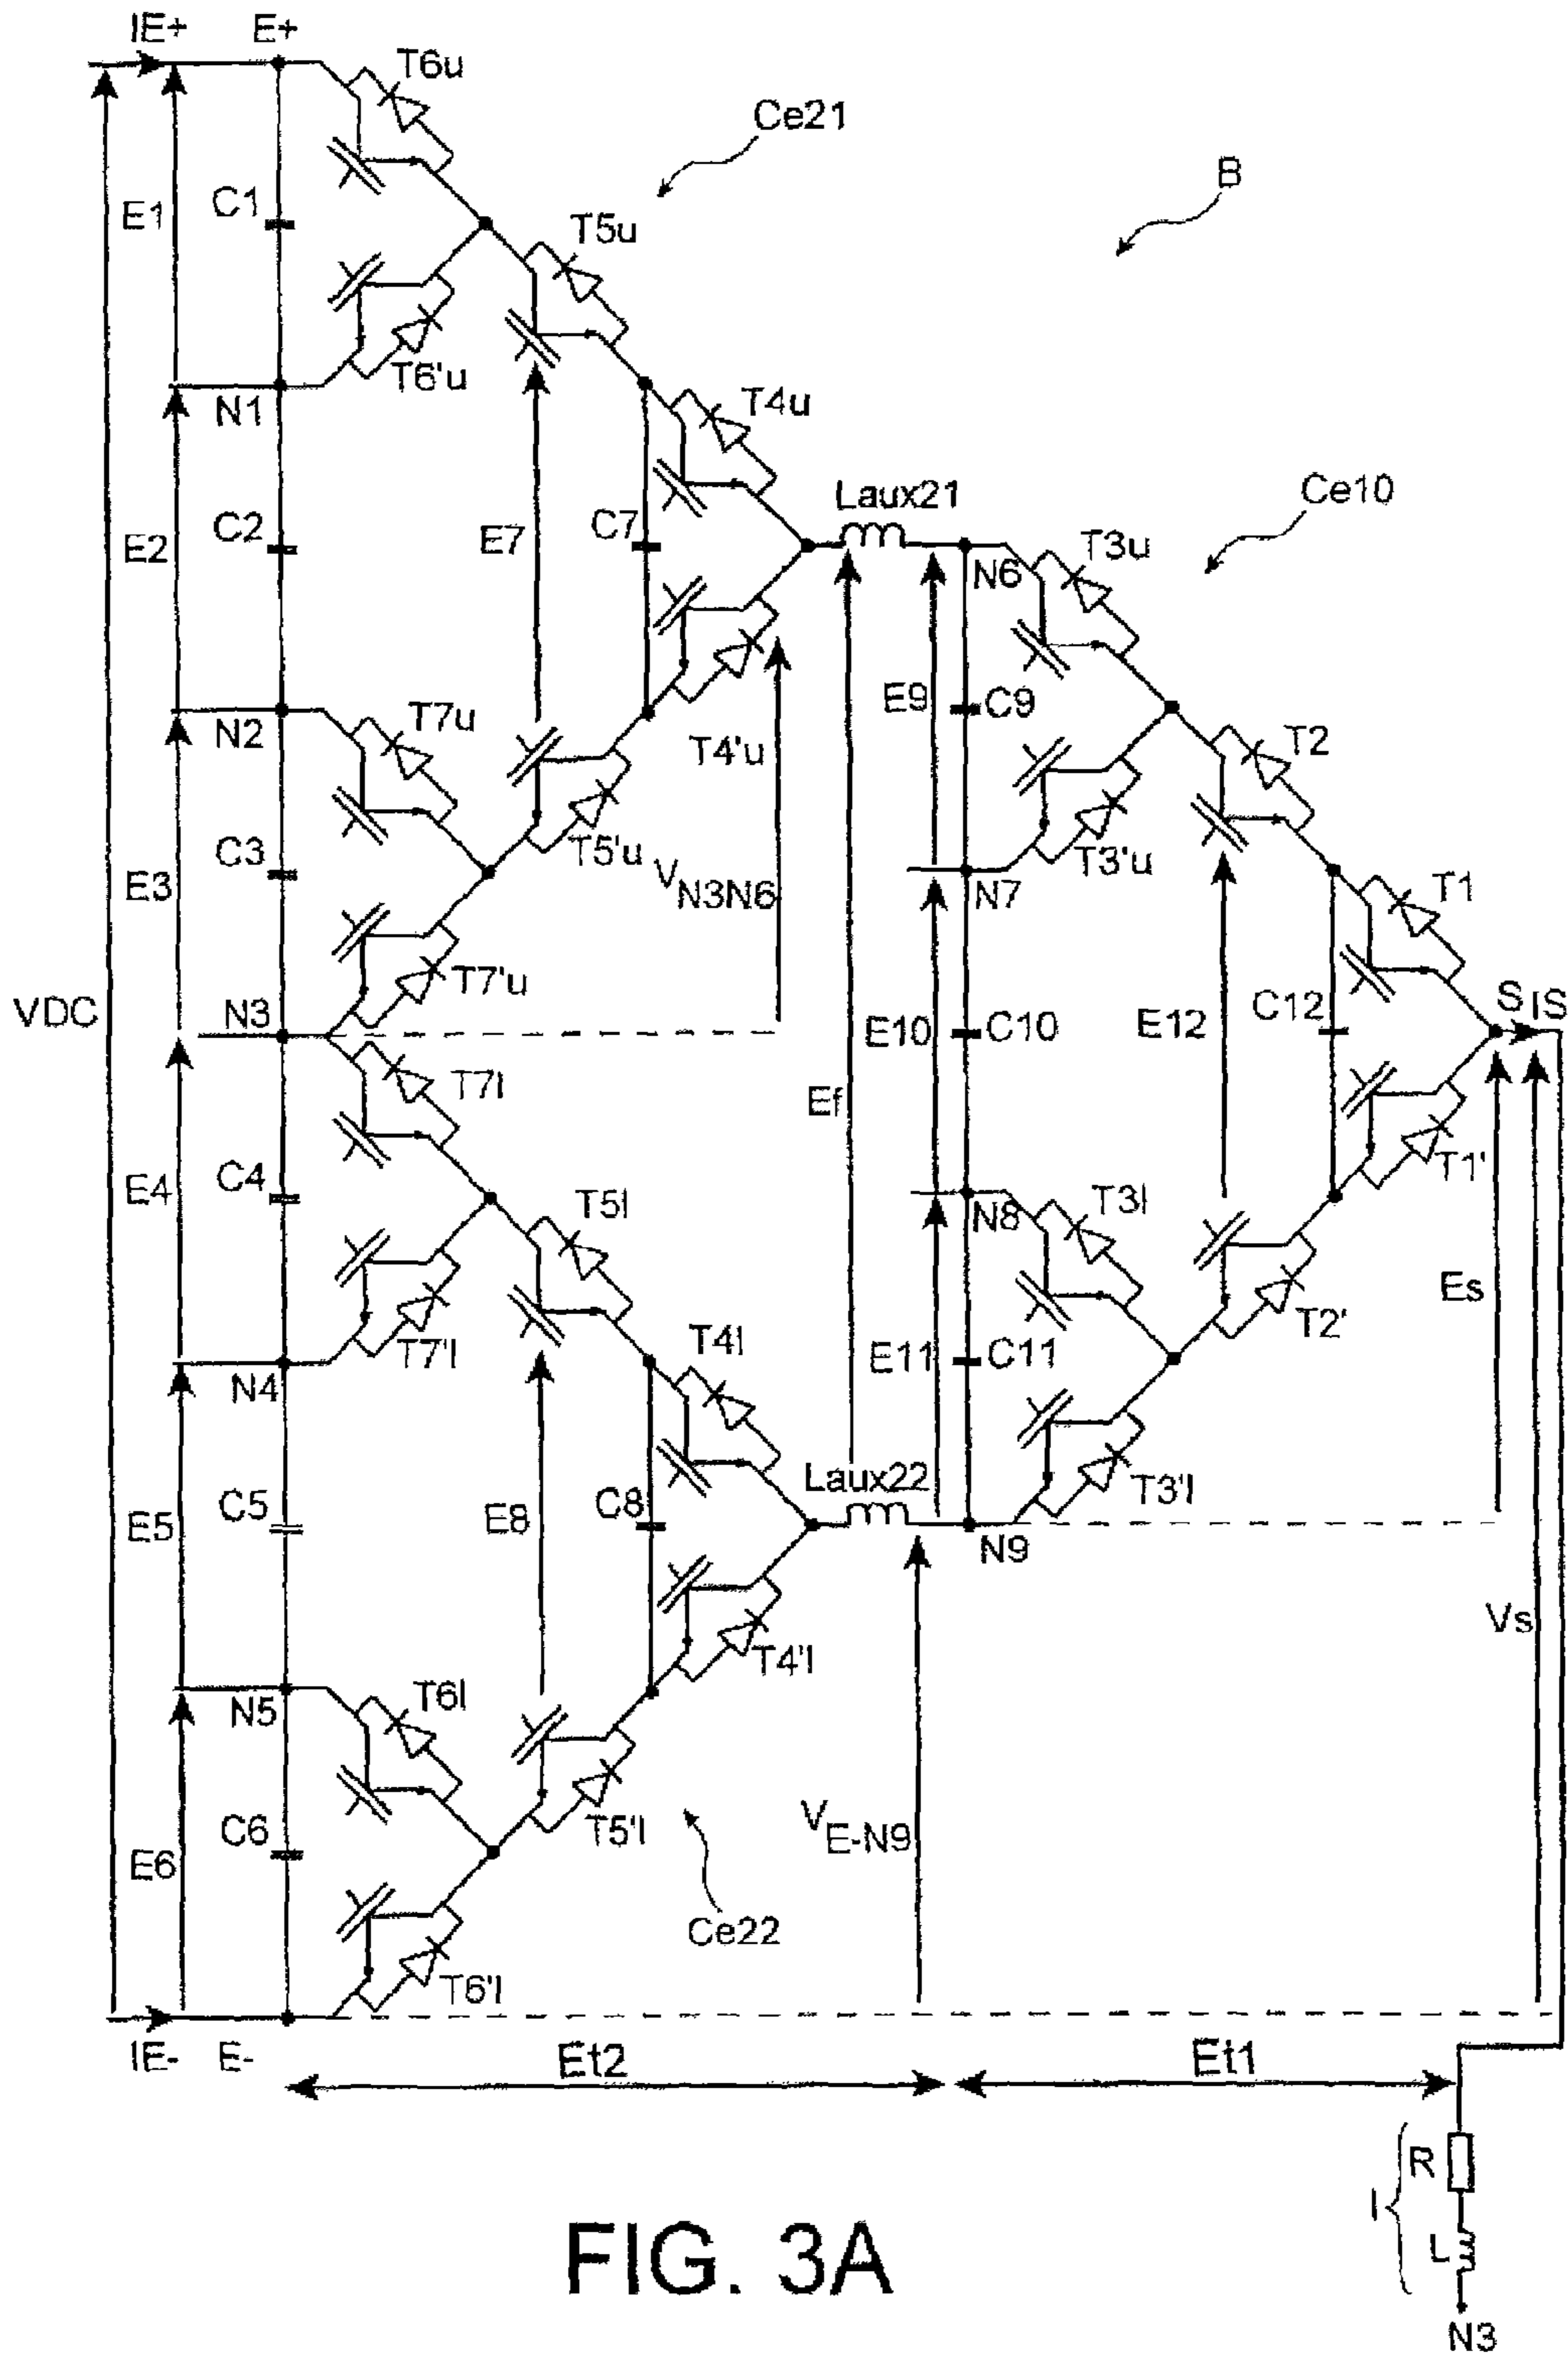 IE+ E+
T6u
Ce21
B
E1 C1
T5u
T6'u
N1
T4u
Laux21
Ce10
E2 C2
E7 C7
T3u
N6
N2
T7u
T4'u
E9 C9
T2
E3 C3
T5'u
V N3N6
T3'u
N7
T1
T7'u
VDC
N3
E10 C10
E12 C12
S IS
T7l
Ef
E4 C4
T5l
N8
T3l
T1'
Es
T7'l
N4
T4l
E11 C11
T2'
Laux22
T3'l
E5 C5
E8 C8
N9
Vs
T4'l
N5
T6l
T5'l
V E-N9
E6 C6
Ce22
T6'l
IE- E-
Et2 Et1
R
I
L
N3
FIG. 3A